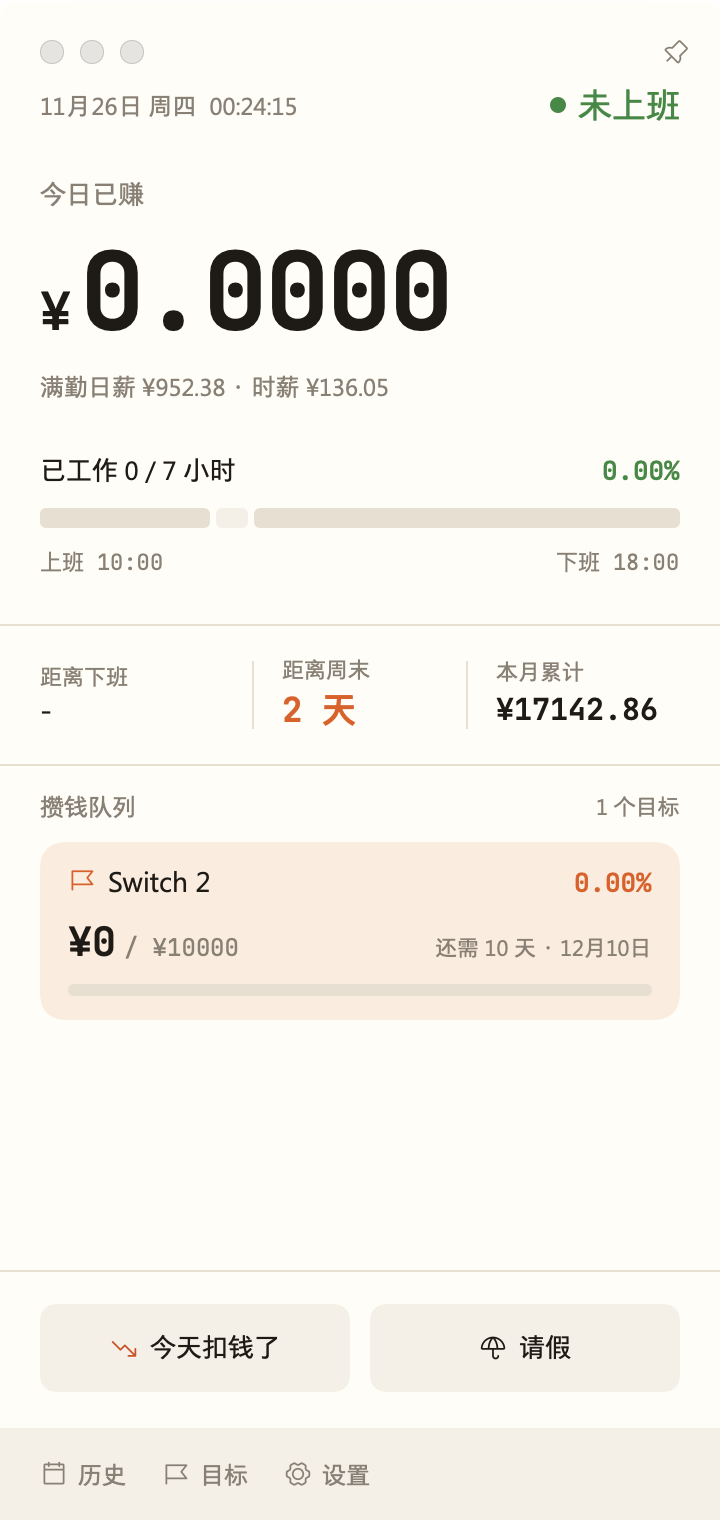 11月26日 周四 00:24:15
未上班
今日已赚
¥0.0000
满勤日薪 ¥952.38 · 时薪 ¥136.05
已工作 0 / 7 小时
0.00%
上班 10:00
下班 18:00
距离下班
-
距离周末
2 天
本月累计
¥17142.86
攒钱队列
1 个目标
Switch 2
0.00%
¥0 / ¥10000
还需 10 天 · 12月10日
今天扣钱了
请假
历史
目标
设置